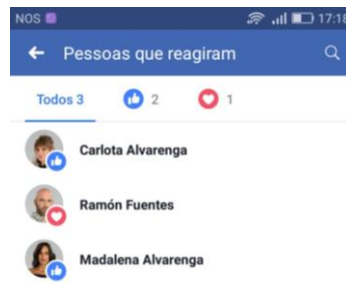 NOS 17:18
Pessoas que reagiram
Todos 3 2 1
Carlota Alvarenga
Ramón Fuentes
Madalena Alvarenga